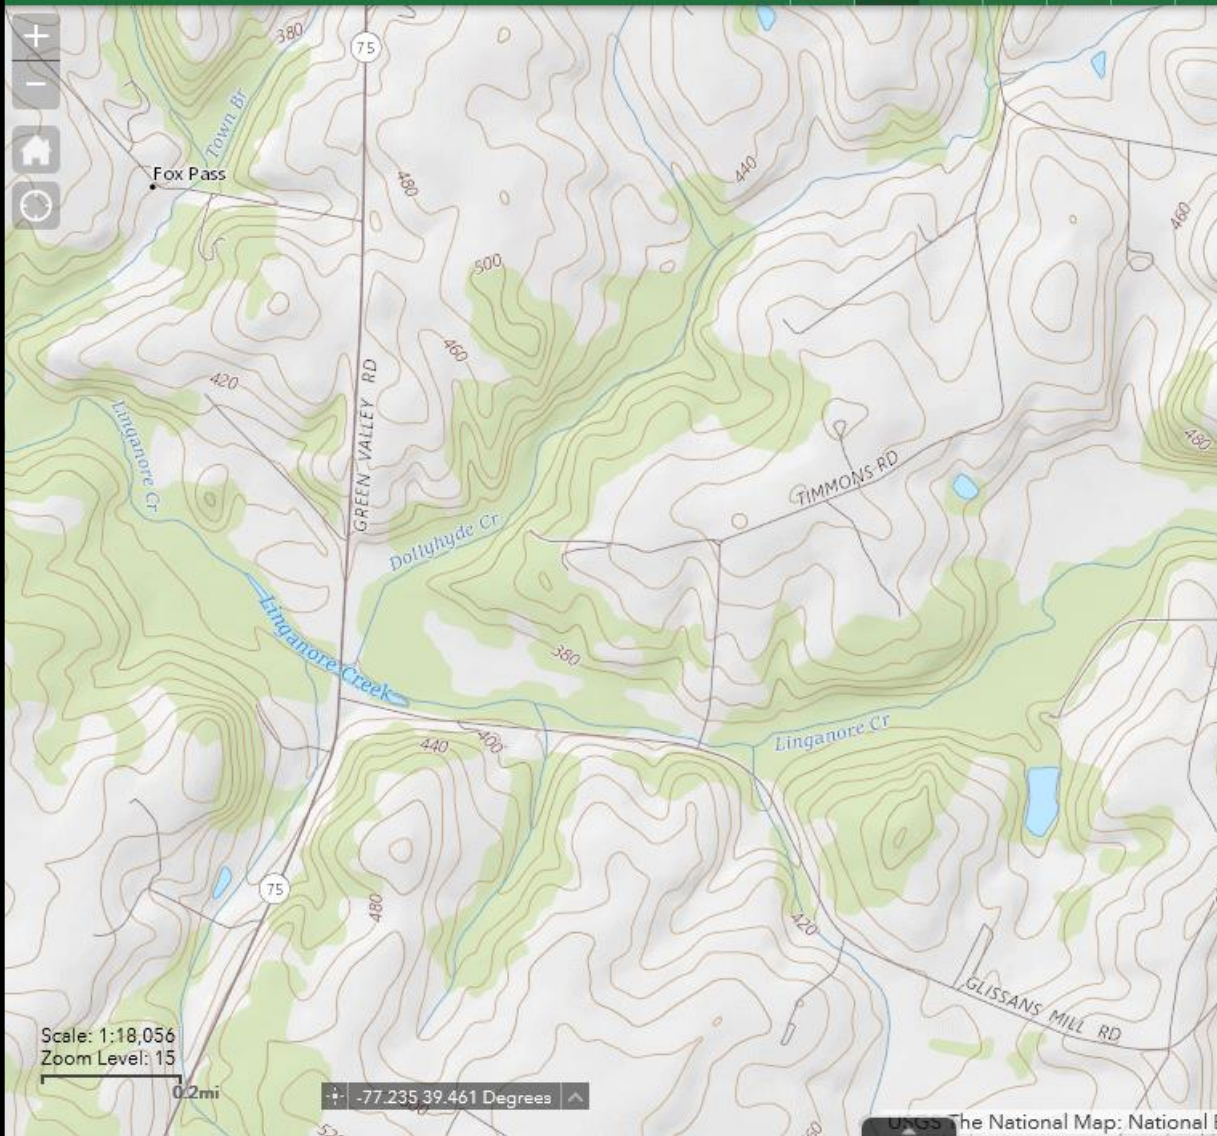 +
−
380
75
Town Br
Fox Pass
480
440
460
500
460
420
GREEN VALLEY RD
Linganore Cr
480
TIMMONS RD
Dollyhyde Cr
Linganore Creek
380
Linganore Cr
440
400
75
480
420
GLISSANS MILL RD
Scale: 1:18,056
Zoom Level: 15
0.2mi
-77.235 39.461 Degrees
USGS The National Map: National